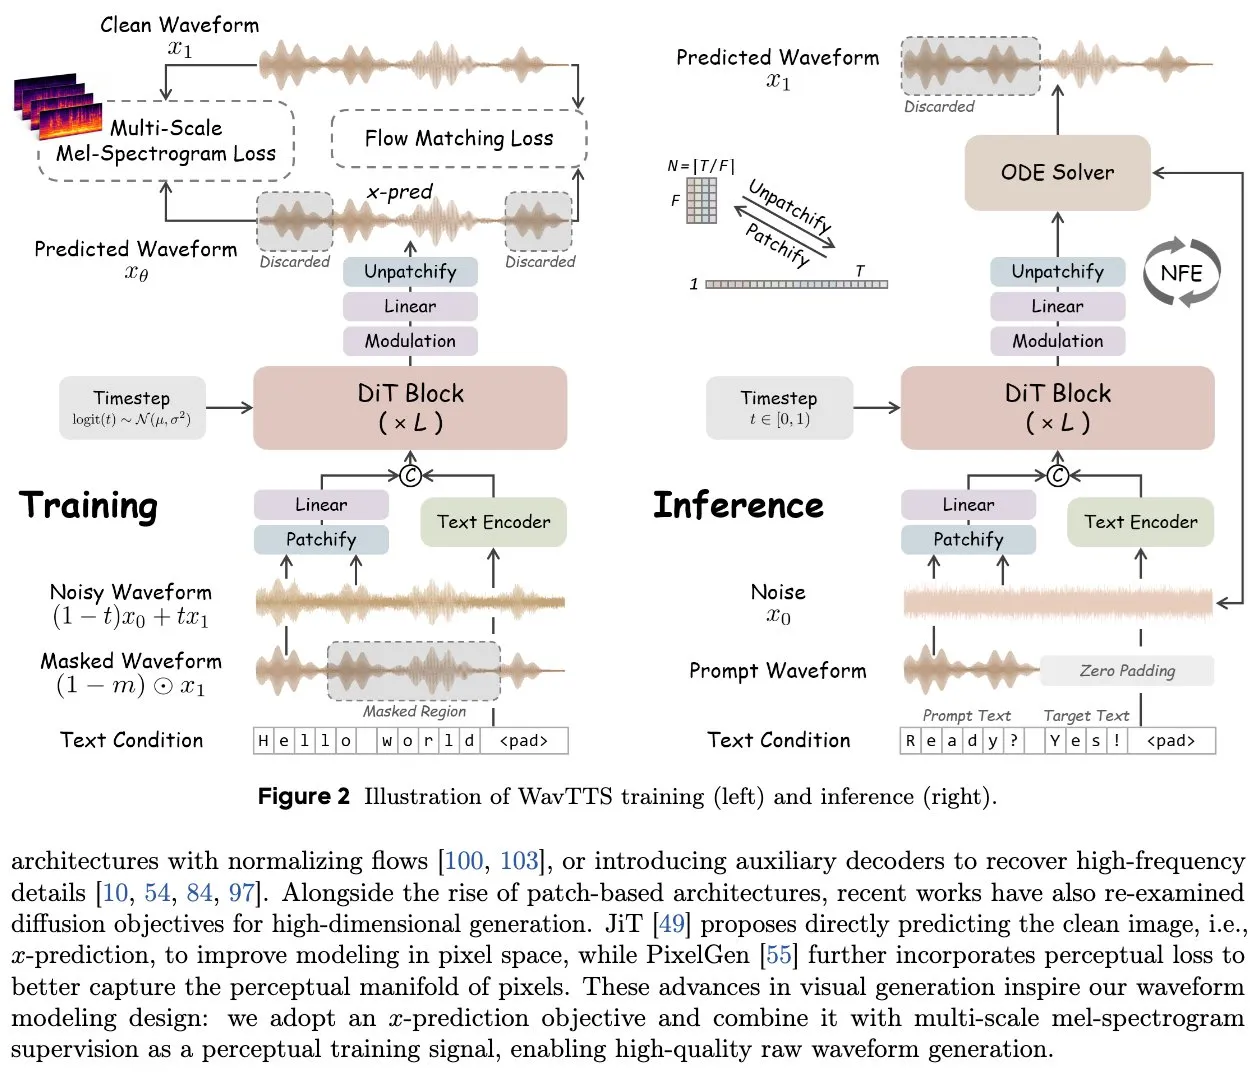 Clean Waveform
x₁
Multi-Scale
Mel-Spectrogram Loss
Flow Matching Loss
x-pred
Predicted Waveform
x_θ
Discarded
Discarded
Unpatchify
Linear
Modulation
Timestep
logit(t) ∼ 𝒩(μ, σ²)
DiT Block
( × L )
C
Training
Linear
Patchify
Text Encoder
Noisy Waveform
(1 − t)x₀ + tx₁
Masked Waveform
(1 − m) ⊙ x₁
Masked Region
Text Condition
H e l l o w o r l d <pad>
Predicted Waveform
x₁
Discarded
ODE Solver
N = ⌈T / F⌉
F
Unpatchify
Patchify
T
1
NFE
Unpatchify
Linear
Modulation
Timestep
t ∈ [0, 1)
DiT Block
( × L )
C
Inference
Linear
Patchify
Text Encoder
Noise
x₀
Prompt Waveform
Zero Padding
Prompt Text Target Text
Text Condition
R e a d y ? Y e s ! <pad>
Figure 2 Illustration of WavTTS training (left) and inference (right).
architectures with normalizing flows [100, 103], or introducing auxiliary decoders to recover high-frequency
details [10, 54, 84, 97]. Alongside the rise of patch-based architectures, recent works have also re-examined
diffusion objectives for high-dimensional generation. JiT [49] proposes directly predicting the clean image, i.e.,
x-prediction, to improve modeling in pixel space, while PixelGen [55] further incorporates perceptual loss to
better capture the perceptual manifold of pixels. These advances in visual generation inspire our waveform
modeling design: we adopt an x-prediction objective and combine it with multi-scale mel-spectrogram
supervision as a perceptual training signal, enabling high-quality raw waveform generation.